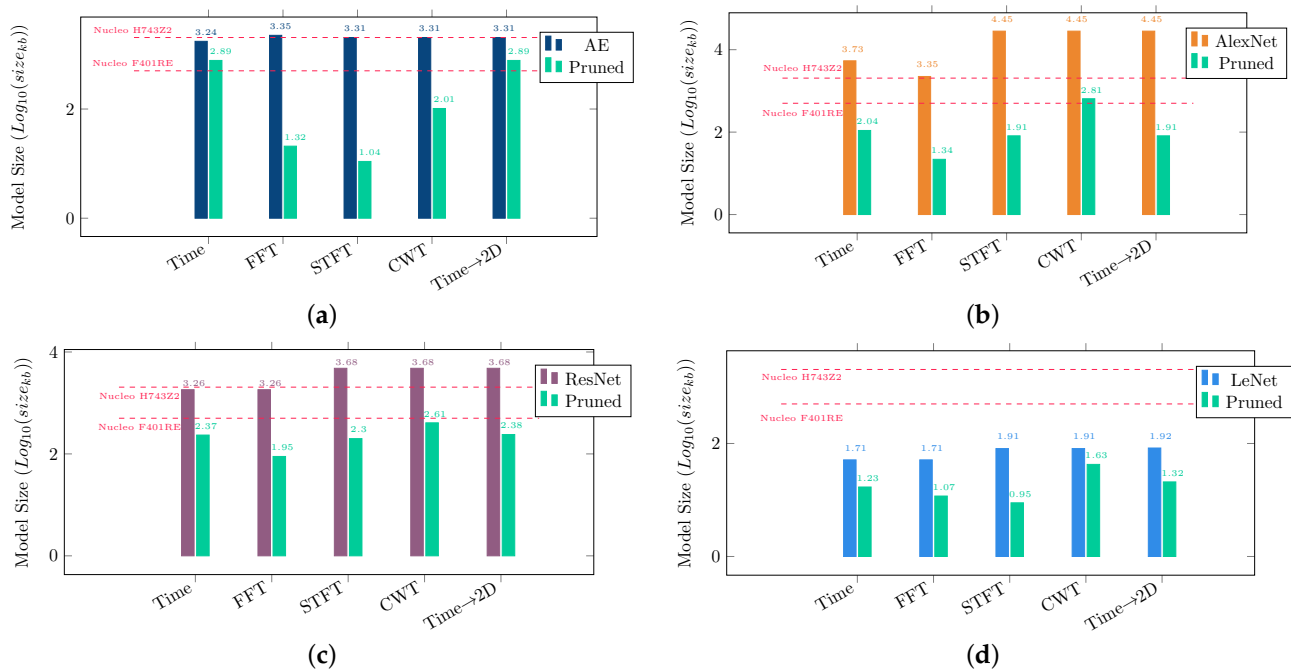 3.24 3.35 3.31 3.31 3.31
Nucleo H743Z2
AE
Pruned
2.89 2.89
Nucleo F401RE
2.01
1.32
1.04
Model Size (Log10(size_kb))
2
0
Time FFT STFT CWT Time→2D
(a)
4.45 4.45 4.45
AlexNet
Pruned
4
3.73
3.35
Nucleo H743Z2
2.81
Nucleo F401RE
2.04 1.91 1.91
1.34
Model Size (Log10(size_kb))
2
0
Time FFT STFT CWT Time→2D
(b)
4
3.68 3.68 3.68
ResNet
Pruned
3.26 3.26
Nucleo H743Z2
2.61
Nucleo F401RE
2.37 2.3 2.38
1.95
Model Size (Log10(size_kb))
2
0
Time FFT STFT CWT Time→2D
(c)
LeNet
Pruned
Nucleo H743Z2
Nucleo F401RE
1.71 1.71 1.91 1.91 1.92
1.63
1.23 1.07 0.95 1.32
Model Size (Log10(size_kb))
2
0
Time FFT STFT CWT Time→2D
(d)